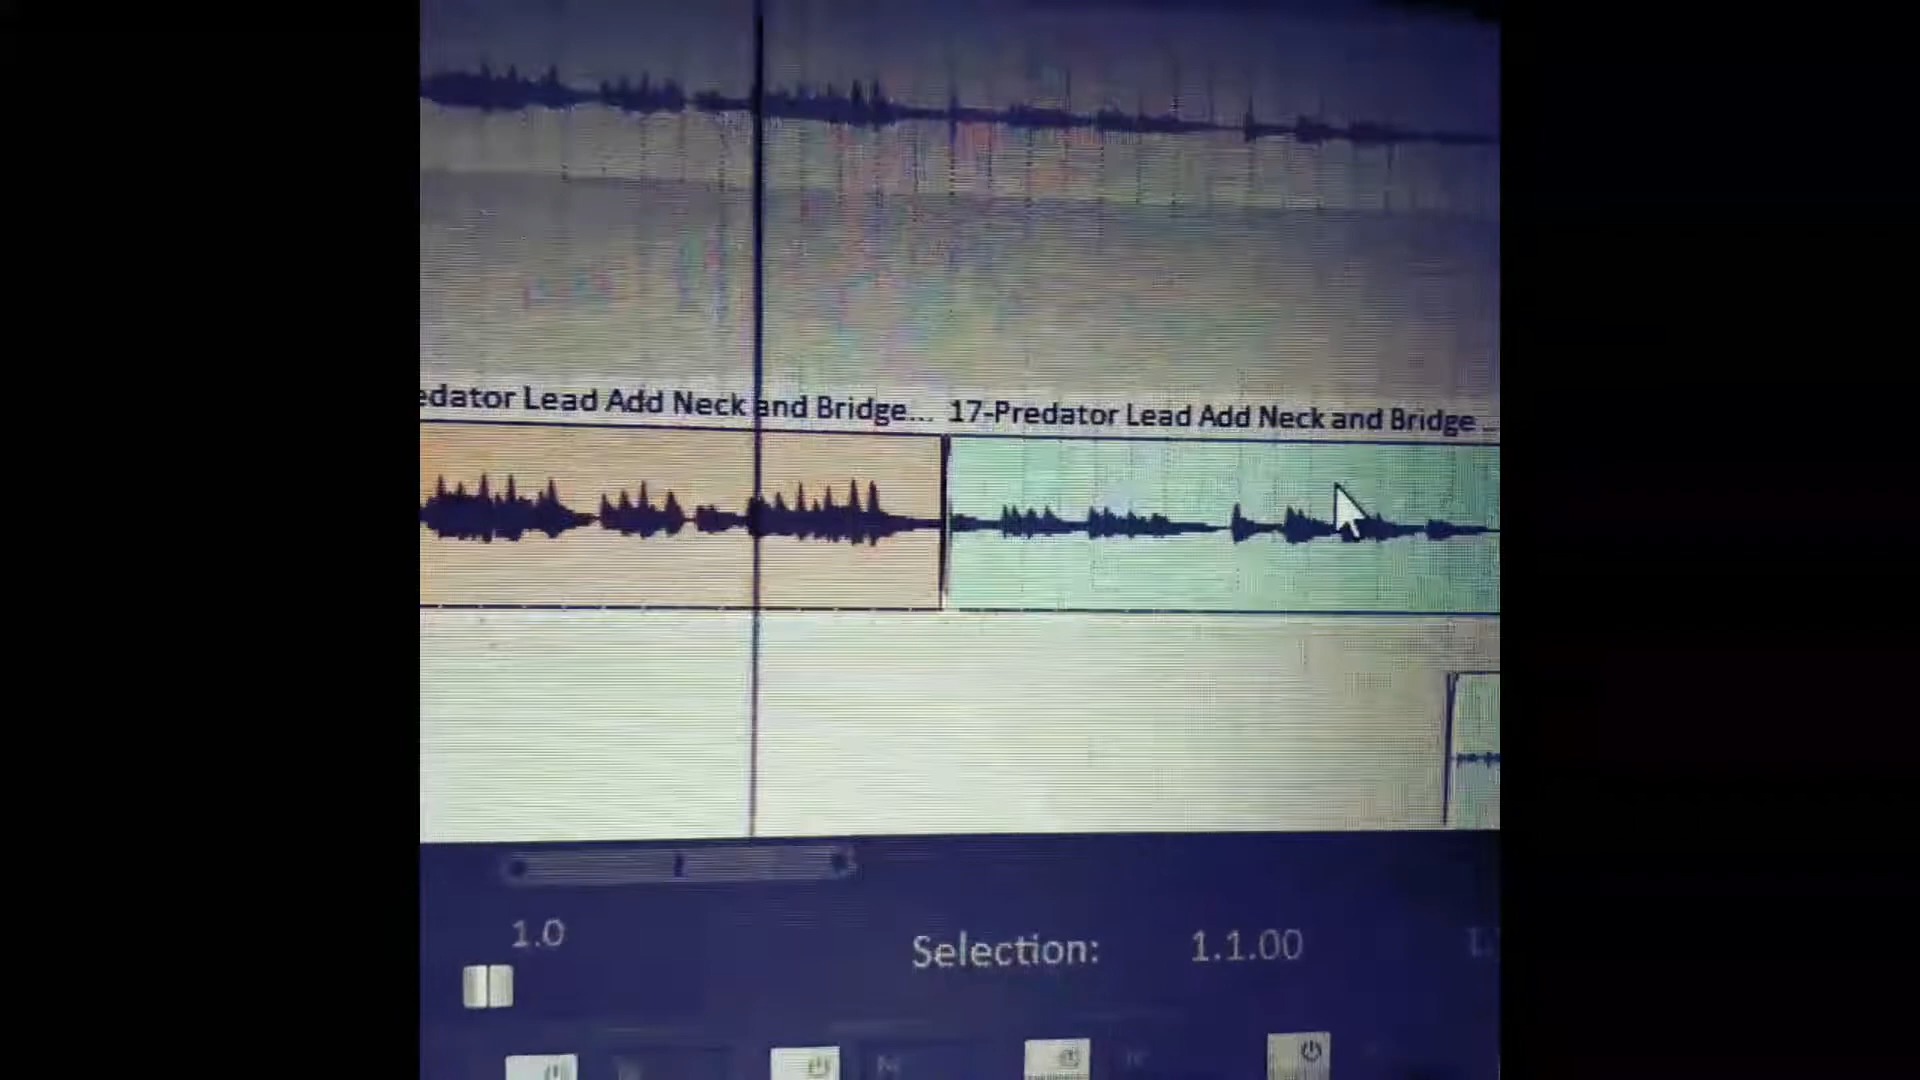 edator Lead Add Neck and Bridge...
17-Predator Lead Add Neck and Bridge ...
1.0
Selection:
1.1.00